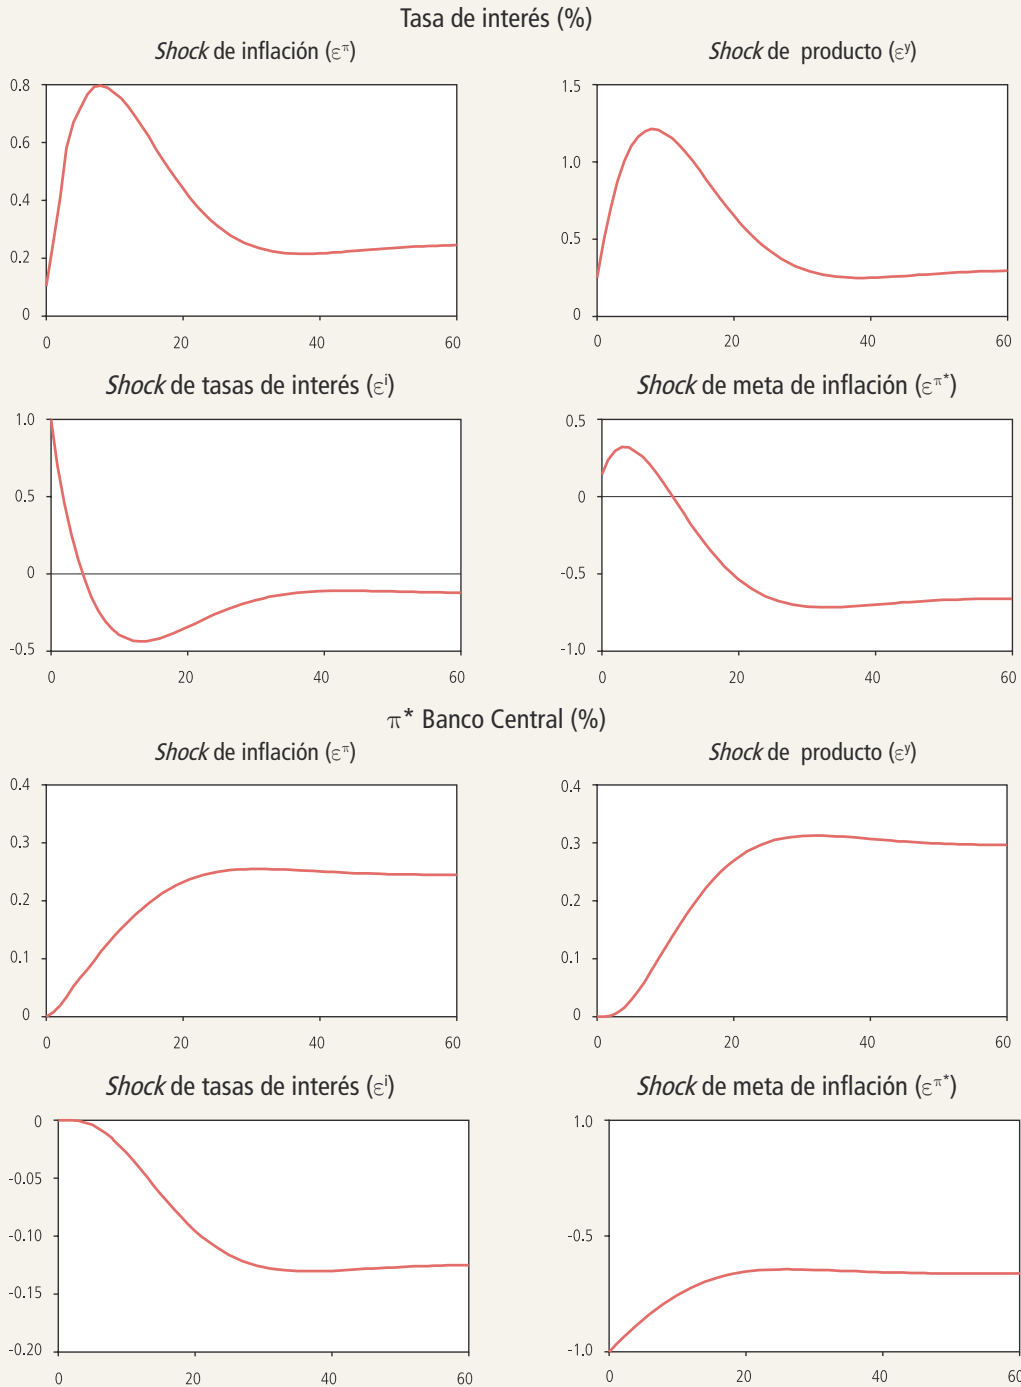 Tasa de interés (%)
Shock de inflación (επ)
Shock de producto (εy)
0.8
0.6
0.4
0.2
0
0 20 40 60
1.5
1.0
0.5
0
0 20 40 60
Shock de tasas de interés (εi)
Shock de meta de inflación (επ*)
1.0
0.5
0
-0.5
0 20 40 60
0.5
0
-0.5
-1.0
0 20 40 60
π* Banco Central (%)
Shock de inflación (επ)
Shock de producto (εy)
0.4
0.3
0.2
0.1
0
0 20 40 60
0.4
0.3
0.2
0.1
0
0 20 40 60
Shock de tasas de interés (εi)
Shock de meta de inflación (επ*)
0
-0.05
-0.10
-0.15
-0.20
0 20 40 60
1.0
-0.5
-1.0
0 20 40 60